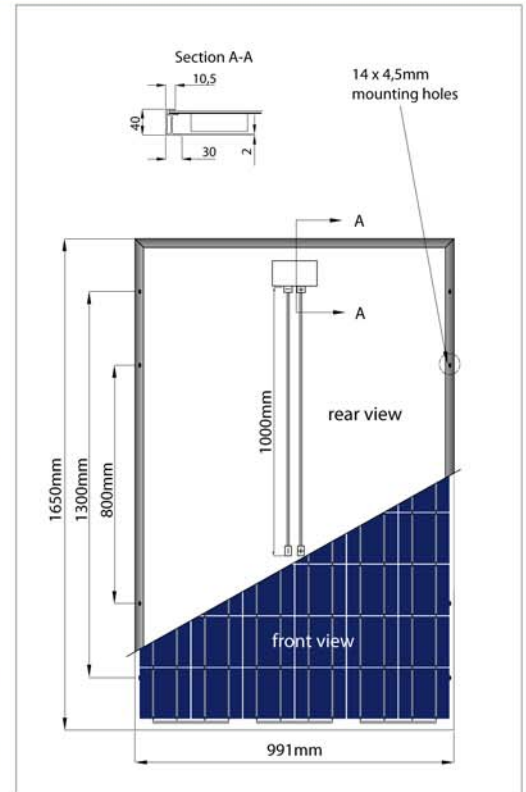 Section A-A
10,5
40
30
2
14 x 4,5mm
mounting holes
A
A
- +
1650mm
1300mm
800mm
1000mm
rear view
- +
front view
991mm